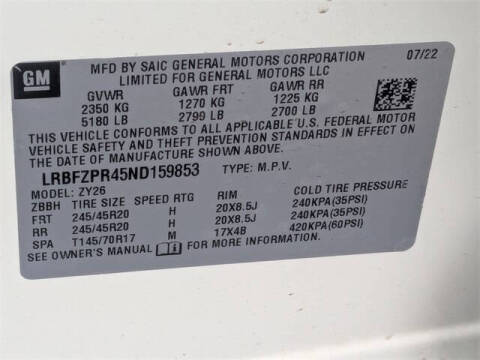 GM
MFD BY SAIC GENERAL MOTORS CORPORATION 07/22
LIMITED FOR GENERAL MOTORS LLC
GVWR GAWR FRT GAWR RR
2350 KG 1270 KG 1225 KG
5180 LB 2799 LB 2700 LB
THIS VEHICLE CONFORMS TO ALL APPLICABLE U.S. FEDERAL MOTOR
VEHICLE SAFETY AND THEFT PREVENTION STANDARDS IN EFFECT ON
THE DATE OF MANUFACTURE SHOWN ABOVE.
LRBFZPR45ND159853 TYPE: M.P.V.
MODEL: ZY26
ZBBH TIRE SIZE SPEED RTG RIM COLD TIRE PRESSURE
FRT 245/45R20 H 20X8.5J 240KPA(35PSI)
RR 245/45R20 H 20X8.5J 240KPA(35PSI)
SPA T145/70R17 M 17X4B 420KPA(60PSI)
SEE OWNER'S MANUAL FOR ADDITIONAL INFORMATION.